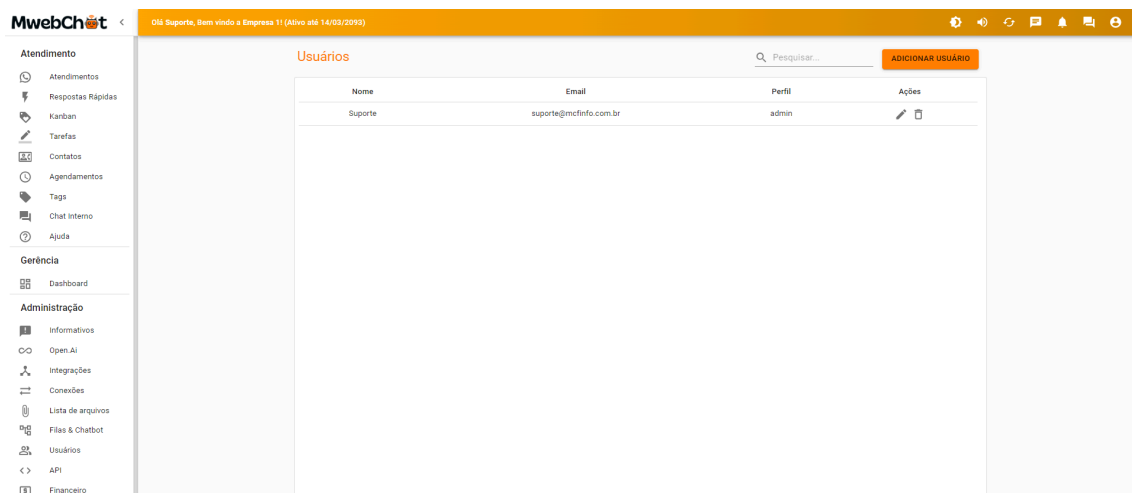 MwebChat
Olá Suporte, Bem vindo a Empresa 1! (Ativo até 14/03/2093)
Atendimento
Atendimentos
Respostas Rápidas
Kanban
Tarefas
Contatos
Agendamentos
Tags
Chat Interno
Ajuda
Gerência
Dashboard
Administração
Informativos
Open.Ai
Integrações
Conexões
Lista de arquivos
Filas & Chatbot
Usuários
API
Financeiro
Usuários
Pesquisar...
ADICIONAR USUÁRIO
Nome Email Perfil Ações
Suporte suporte@mcfinfo.com.br admin